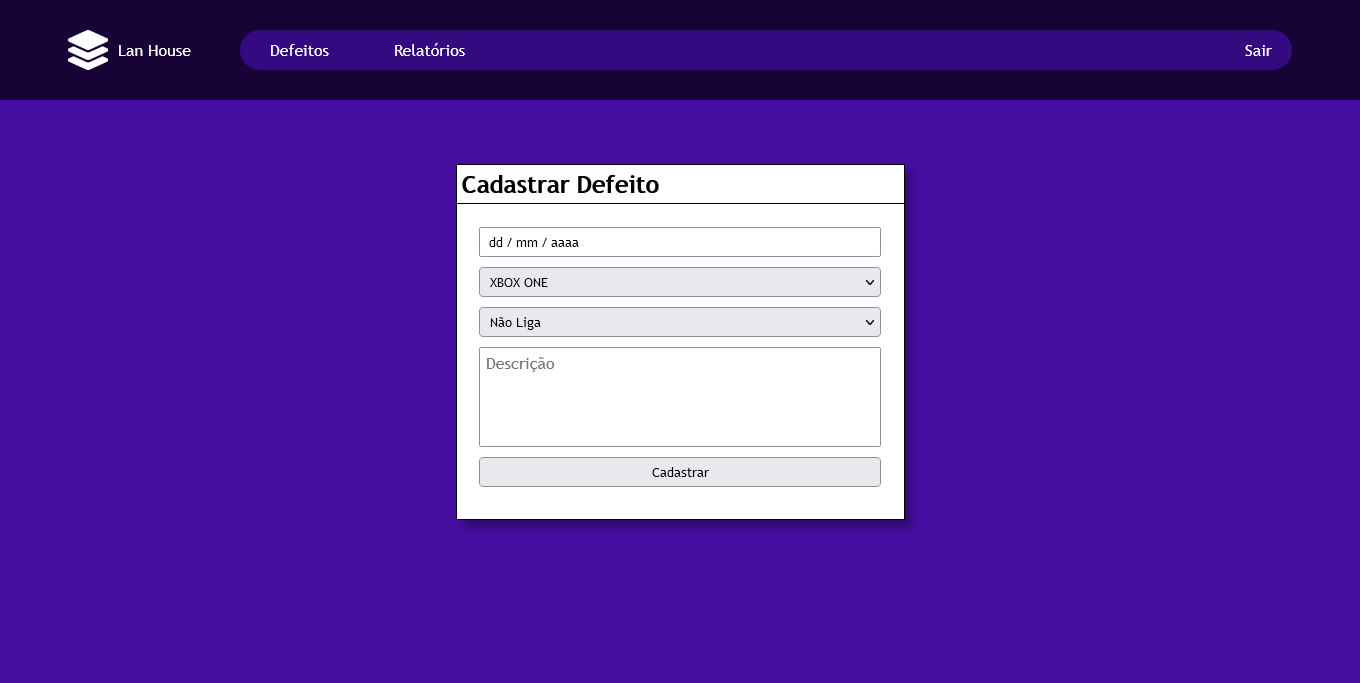 Lan House
Defeitos
Relatórios
Sair
Cadastrar Defeito
dd / mm / aaaa
XBOX ONE
Não Liga
Descrição
Cadastrar